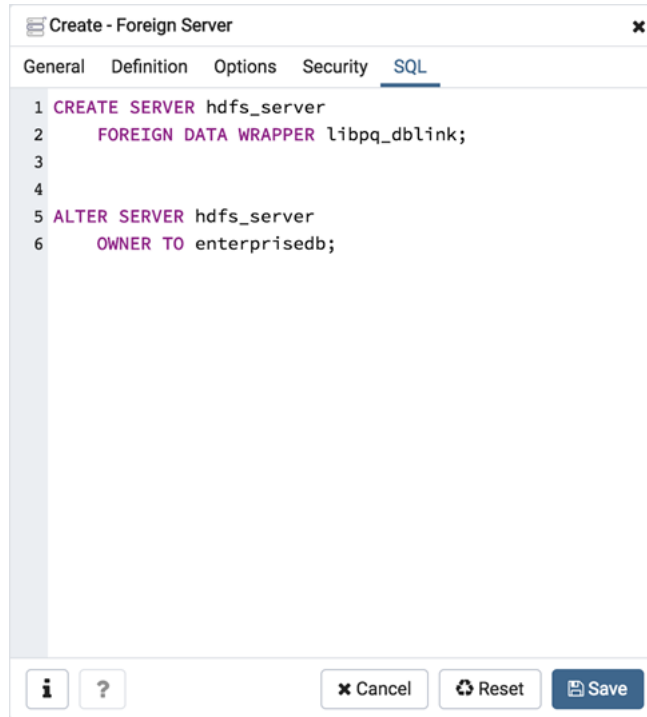 Create - Foreign Server
General Definition Options Security SQL
1 CREATE SERVER hdfs_server
2     FOREIGN DATA WRAPPER libpq_dblink;
3
4
5 ALTER SERVER hdfs_server
6     OWNER TO enterprisedb;
i ? Cancel Reset Save